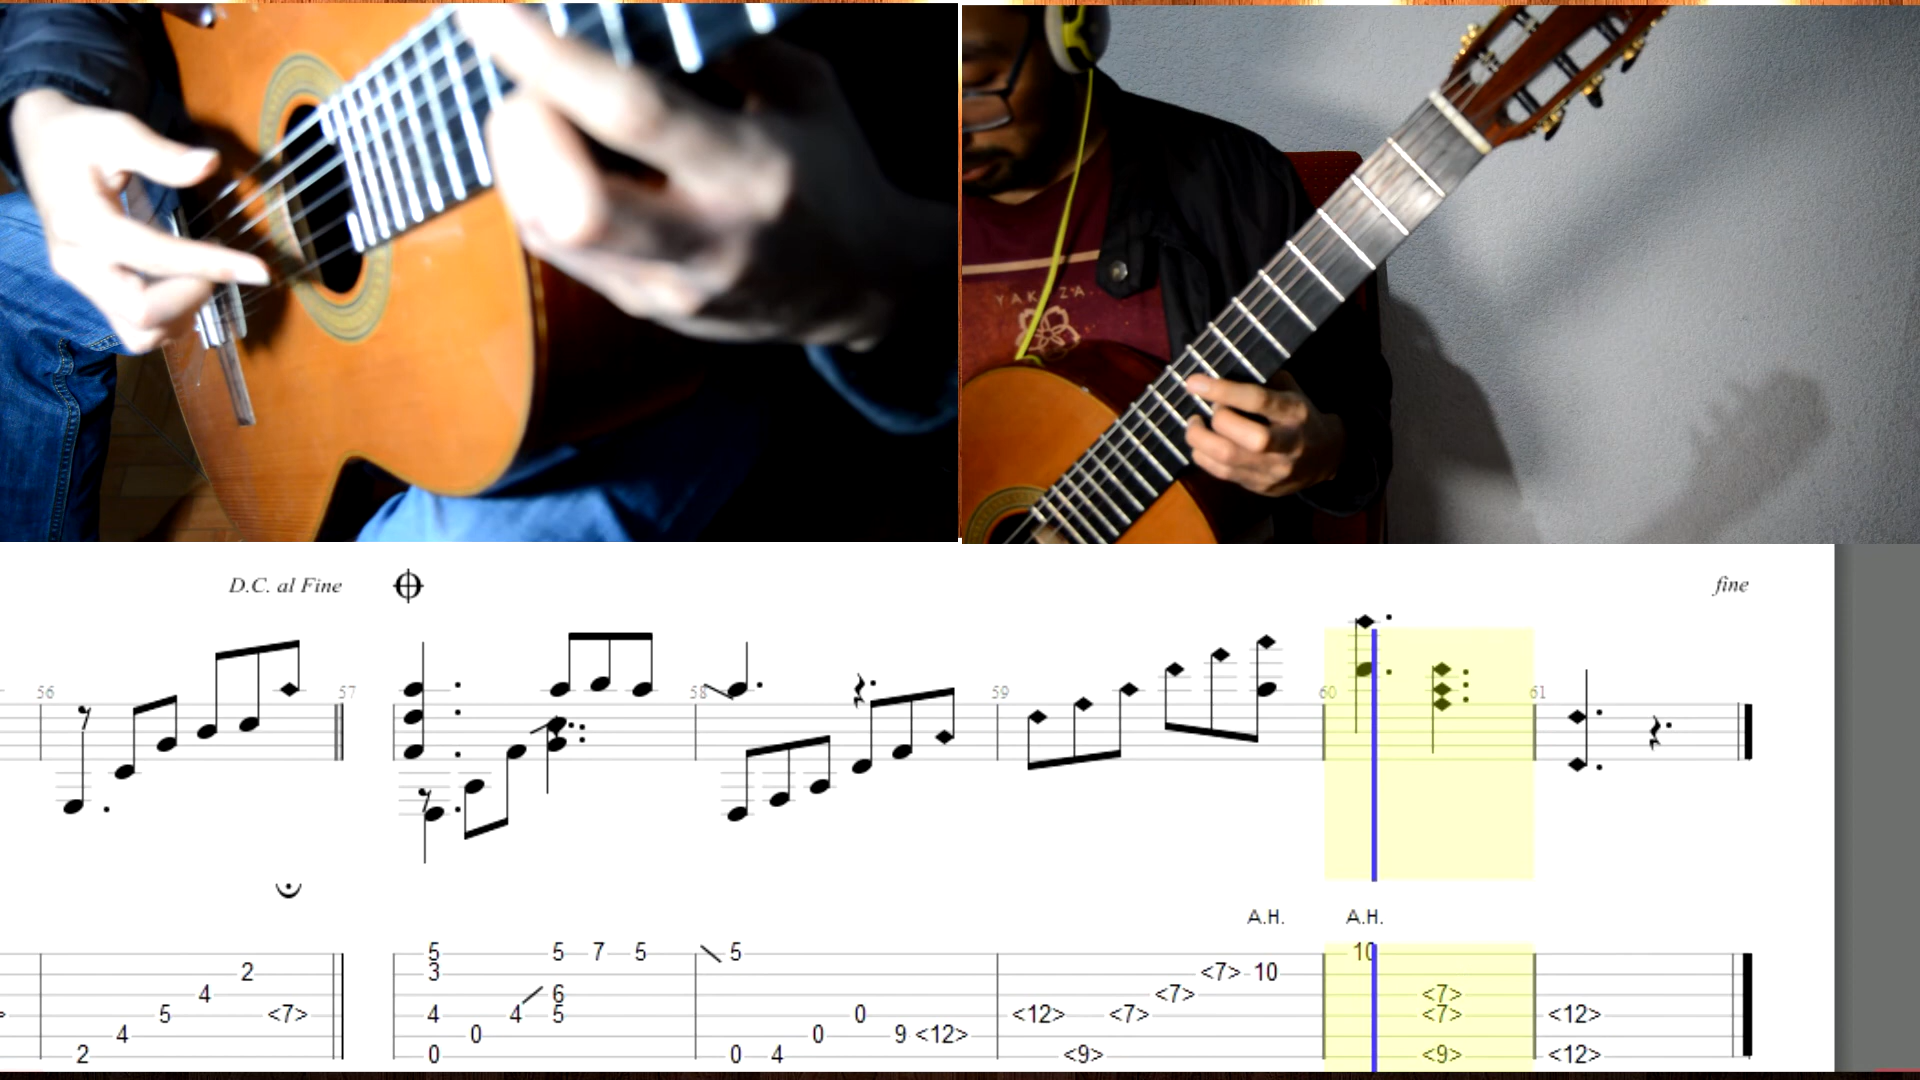 YAKUZA
D.C. al Fine
fine
56 57 58 59 60 61
A.H. A.H.
5 5 7 5 5 10
3 2 <7> 10
4 6 <7> <7>
5 <7> 4 4 5 0 <12> <7> <7> <12>
4 0 0 9 <12>
2 0 0 4 <9> <9> <12>